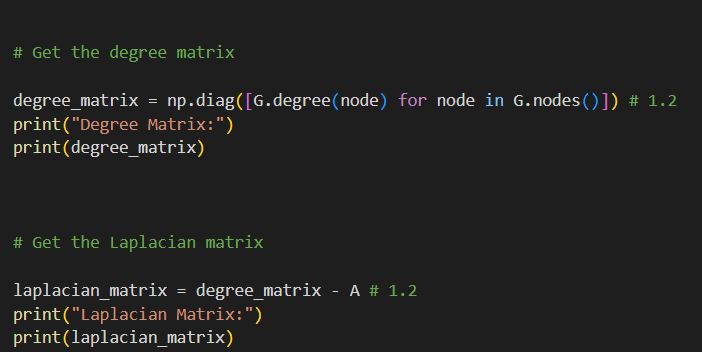 # Get the degree matrix
degree_matrix = np.diag([G.degree(node) for node in G.nodes()]) # 1.2
print("Degree Matrix:")
print(degree_matrix)
# Get the Laplacian matrix
laplacian_matrix = degree_matrix - A # 1.2
print("Laplacian Matrix:")
print(laplacian_matrix)